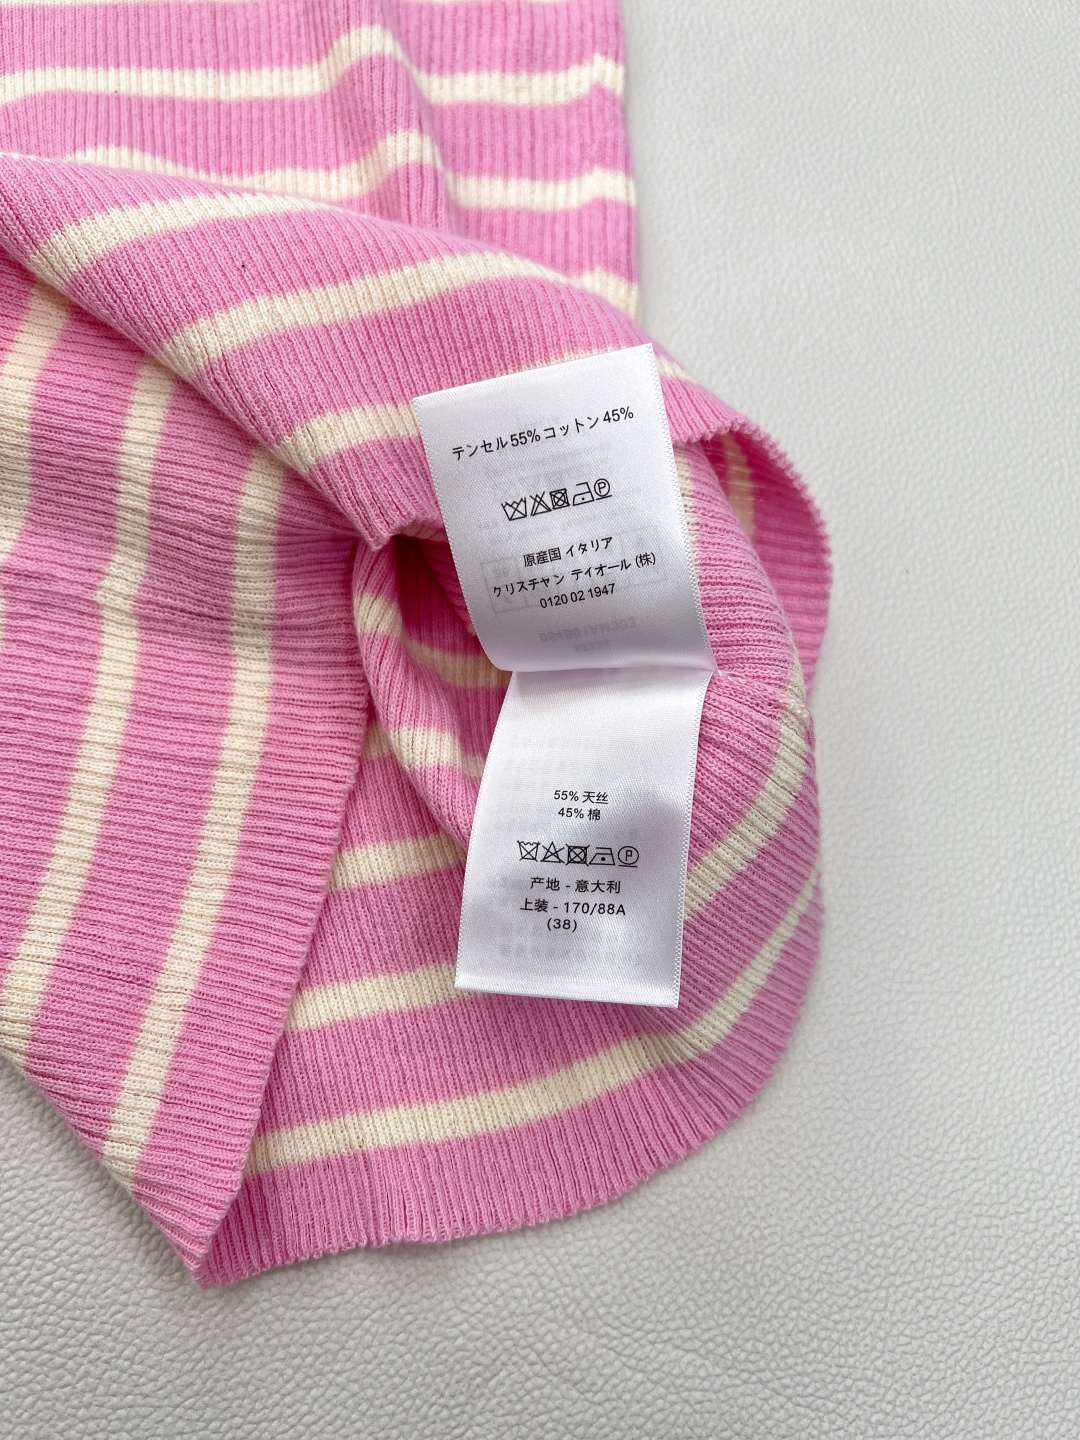 テンセル55% コットン45%
原産国 イタリア
クリスチャン ディオール (株)
0120 02 1947
55% 天丝
45% 棉
产地 - 意大利
上装 - 170/88A
(38)